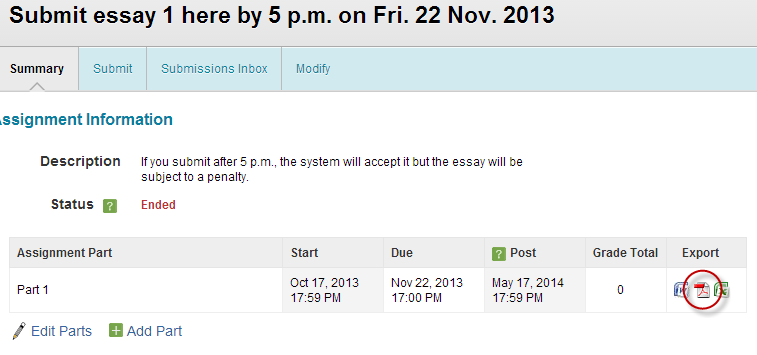 Submit essay 1 here by 5 p.m. on Fri. 22 Nov. 2013
Summary Submit Submissions Inbox Modify
ssignment Information
Description If you submit after 5 p.m., the system will accept it but the essay will be
subject to a penalty.
Status ? Ended
Assignment Part Start Due ? Post Grade Total Export
Part 1 Oct 17, 2013 17:59 PM Nov 22, 2013 17:00 PM May 17, 2014 17:59 PM 0
Edit Parts Add Part